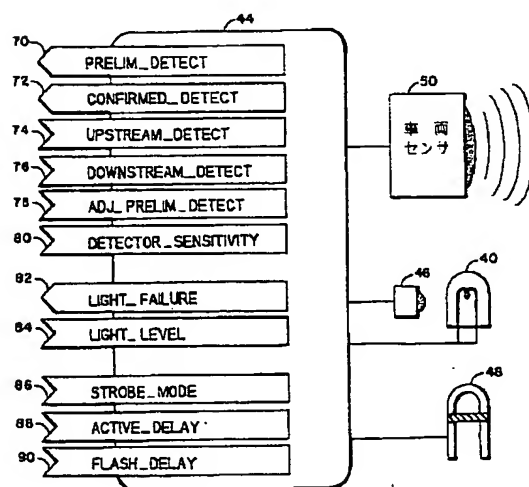 44
70 PRELIM_DETECT
72 CONFIRMED_DETECT
74 UPSTREAM_DETECT
76 DOWNSTREAM_DETECT
78 ADJ_PRELIM_DETECT
80 DETECTOR_SENSITIVITY
82 LIGHT_FAILURE
84 LIGHT_LEVEL
86 STROBE_MODE
88 ACTIVE_DELAY
90 FLASH_DELAY
50
車両
センサ
46
40
48